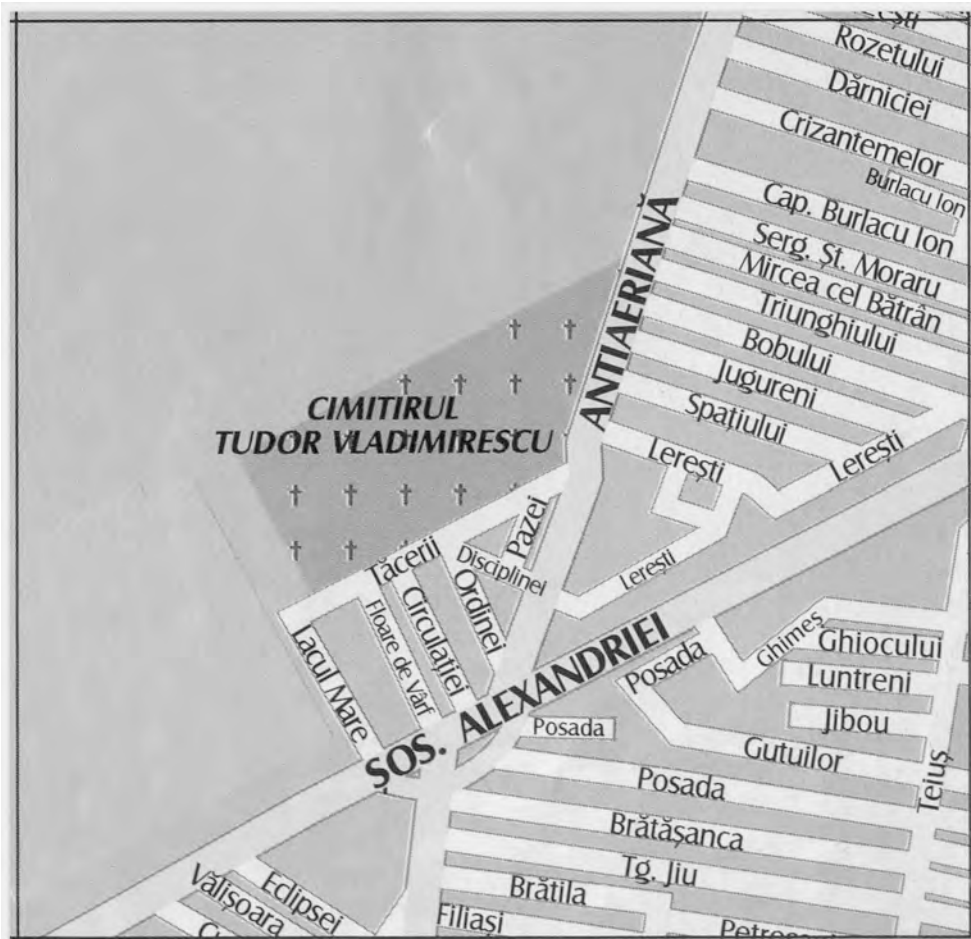 Rozetului
Dărniciei
Crizantemelor
Burlacu Ion
Cap. Burlacu Ion
Serg. Șt. Moraru
Mircea cel Bătrân
Triunghiului
Bobului
Jugureni
Spațiului
Lerești
Lerești
Lerești
ANTIAERIANĂ
CIMITIRUL
TUDOR VLADIMIRESCU
Pazei
Disciplinei
Tăcerii
Ordinei
Circulației
Floare de Vârf
Lacul Mare
ȘOS. ALEXANDRIEI
Ghimeș
Ghiocului
Luntreni
Jibou
Posada
Posada
Gutuilor
Teiuș
Posada
Brătășanca
Tg. Jiu
Brătila
Filiași
Eclipsei
Vălișoara